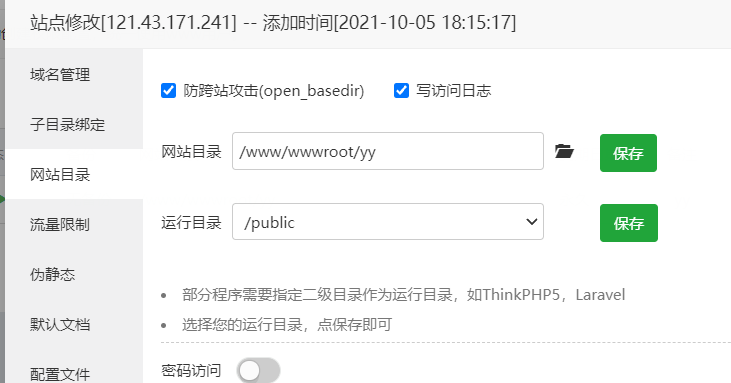 站点修改[121.43.171.241] -- 添加时间[2021-10-05 18:15:17]
域名管理
防跨站攻击(open_basedir) 写访问日志
子目录绑定
网站目录 /www/wwwroot/yy 保存
网站目录
流量限制
运行目录 /public 保存
伪静态
部分程序需要指定二级目录作为运行目录，如ThinkPHP5，Laravel
默认文档
选择您的运行目录，点保存即可
配置文件
密码访问